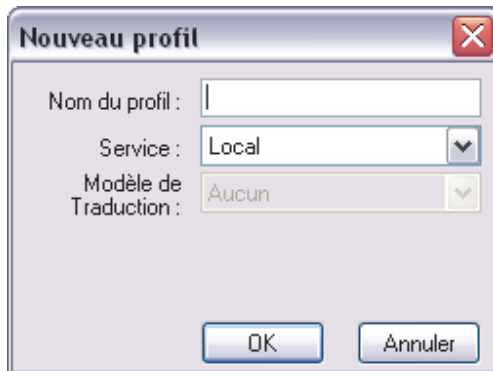 Nouveau profil
Nom du profil :
Service : Local
Modèle de
Traduction : Aucun
OK Annuler